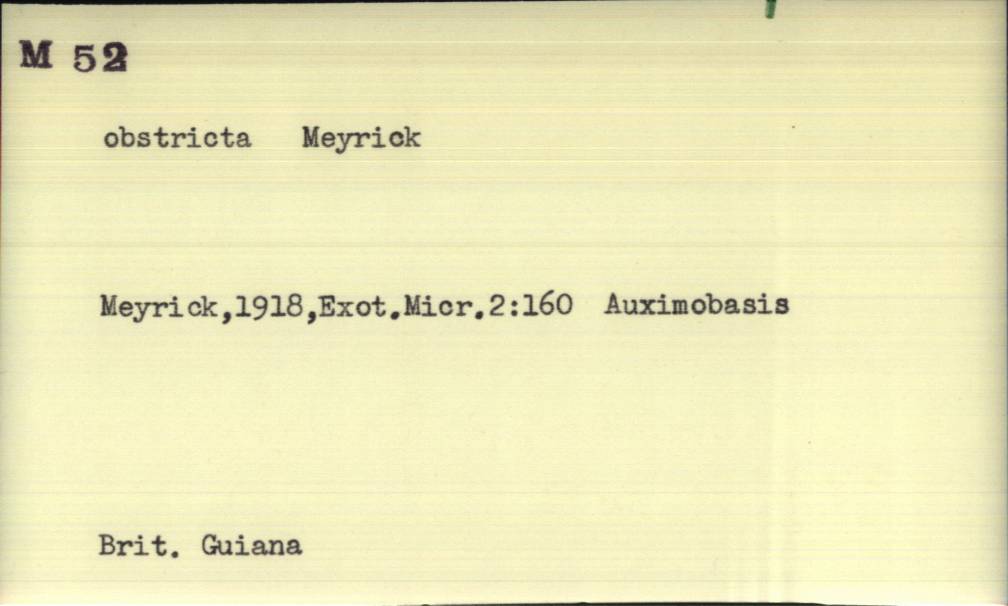 M 52
obstricta Meyrick
Meyrick,1918,Exot.Micr.2:160 Auximobasis
Brit. Guiana